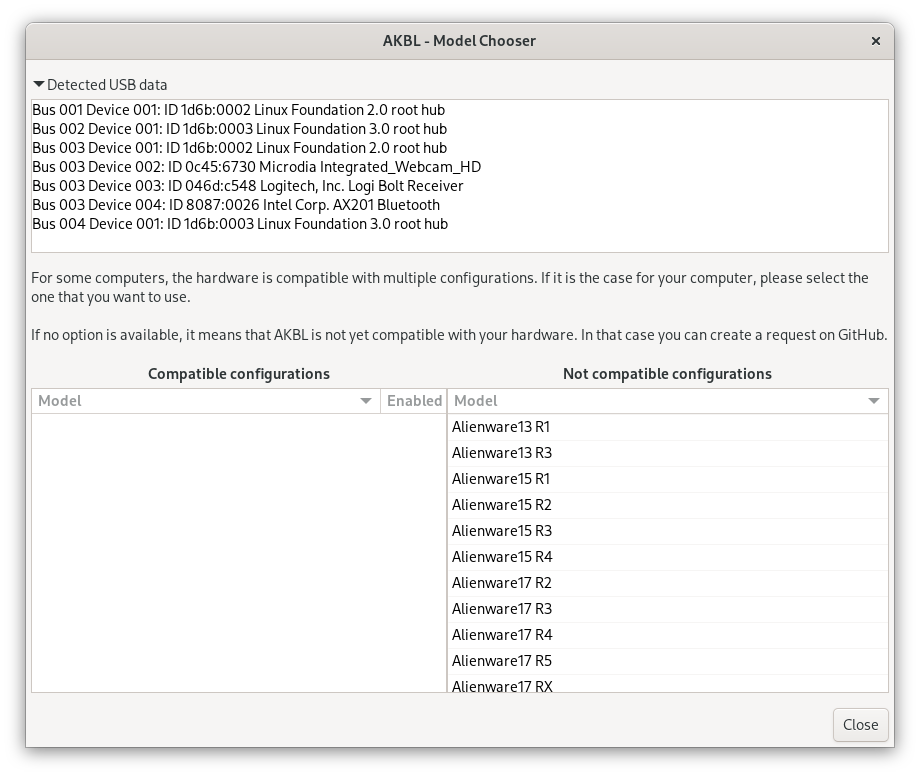 AKBL - Model Chooser
Detected USB data
Bus 001 Device 001: ID 1d6b:0002 Linux Foundation 2.0 root hub
Bus 002 Device 001: ID 1d6b:0003 Linux Foundation 3.0 root hub
Bus 003 Device 001: ID 1d6b:0002 Linux Foundation 2.0 root hub
Bus 003 Device 002: ID 0c45:6730 Microdia Integrated_Webcam_HD
Bus 003 Device 003: ID 046d:c548 Logitech, Inc. Logi Bolt Receiver
Bus 003 Device 004: ID 8087:0026 Intel Corp. AX201 Bluetooth
Bus 004 Device 001: ID 1d6b:0003 Linux Foundation 3.0 root hub
For some computers, the hardware is compatible with multiple configurations. If it is the case for your computer, please select the
one that you want to use.
If no option is available, it means that AKBL is not yet compatible with your hardware. In that case you can create a request on GitHub.
Compatible configurations
Model Enabled
Not compatible configurations
Model
Alienware13 R1
Alienware13 R3
Alienware15 R1
Alienware15 R2
Alienware15 R3
Alienware15 R4
Alienware17 R2
Alienware17 R3
Alienware17 R4
Alienware17 R5
Alienware17 RX
Close